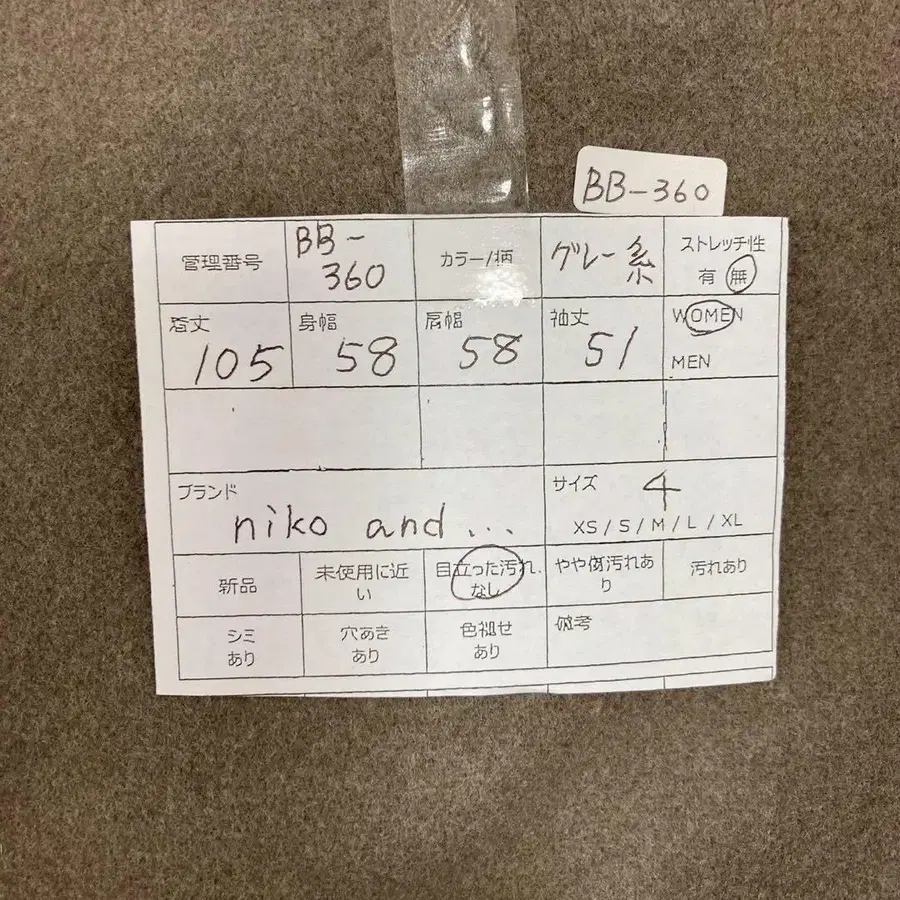 BB-360
管理番号
BB-
360
カラー/柄
グレー系
ストレッチ性
有 無
着丈
105
身幅
58
肩幅
58
袖丈
51
WOMEN
MEN
ブランド
niko and ...
サイズ
4
XS / S / M / L / XL
新品
未使用に近
い
目立った汚れ
なし
やや傷汚れあ
り
汚れあり
シミ
あり
穴あき
あり
色褪せ
あり
備考